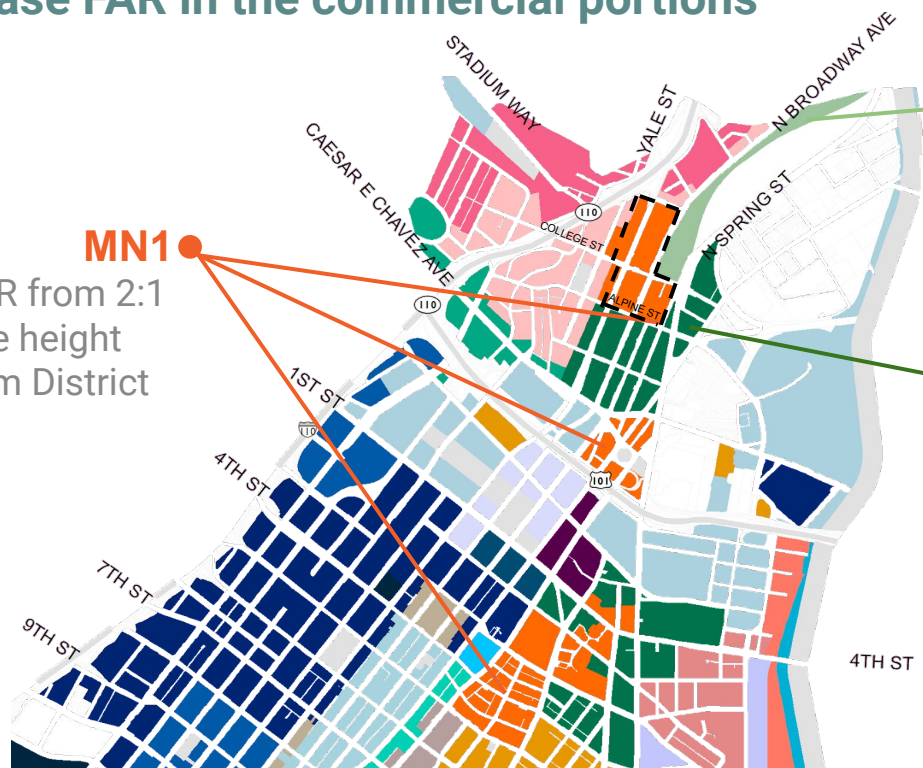 ase FAR in the commercial portions
STADIUM WAY
YALE ST
N BROADWAY AVE
CAESAR E CHAVEZ AVE
110
COLLEGE ST
N SPRING ST
MN1
R from 2:1
e height
m District
110
ALPINE ST
1ST ST
110
4TH ST
101
7TH ST
9TH ST
4TH ST